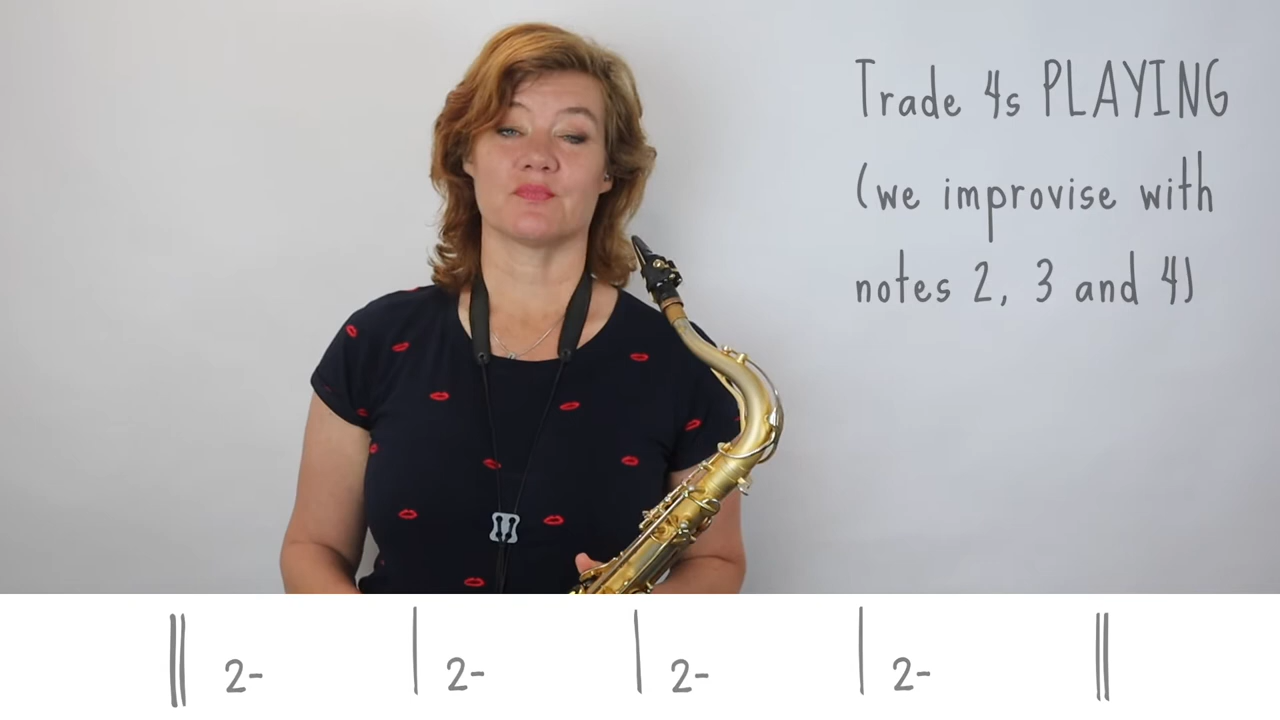 Trade 4s PLAYING
(we improvise with
notes 2, 3 and 4)
2- 2- 2- 2-